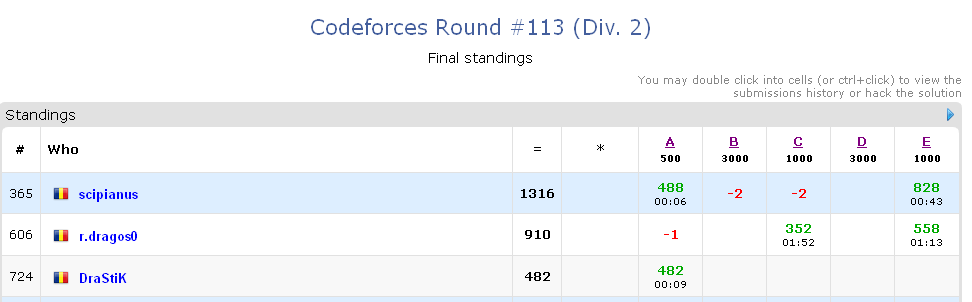 Codeforces Round #113 (Div. 2)
Final standings
You may double click into cells (or ctrl+click) to view the
submissions history or hack the solution
Standings
# Who = * A B C D E
500 3000 1000 3000 1000
365 scipianus 1316 488 -2 -2 828
00:06 00:43
606 r.dragos0 910 -1 352 558
01:52 01:13
724 DraStiK 482 482
00:09